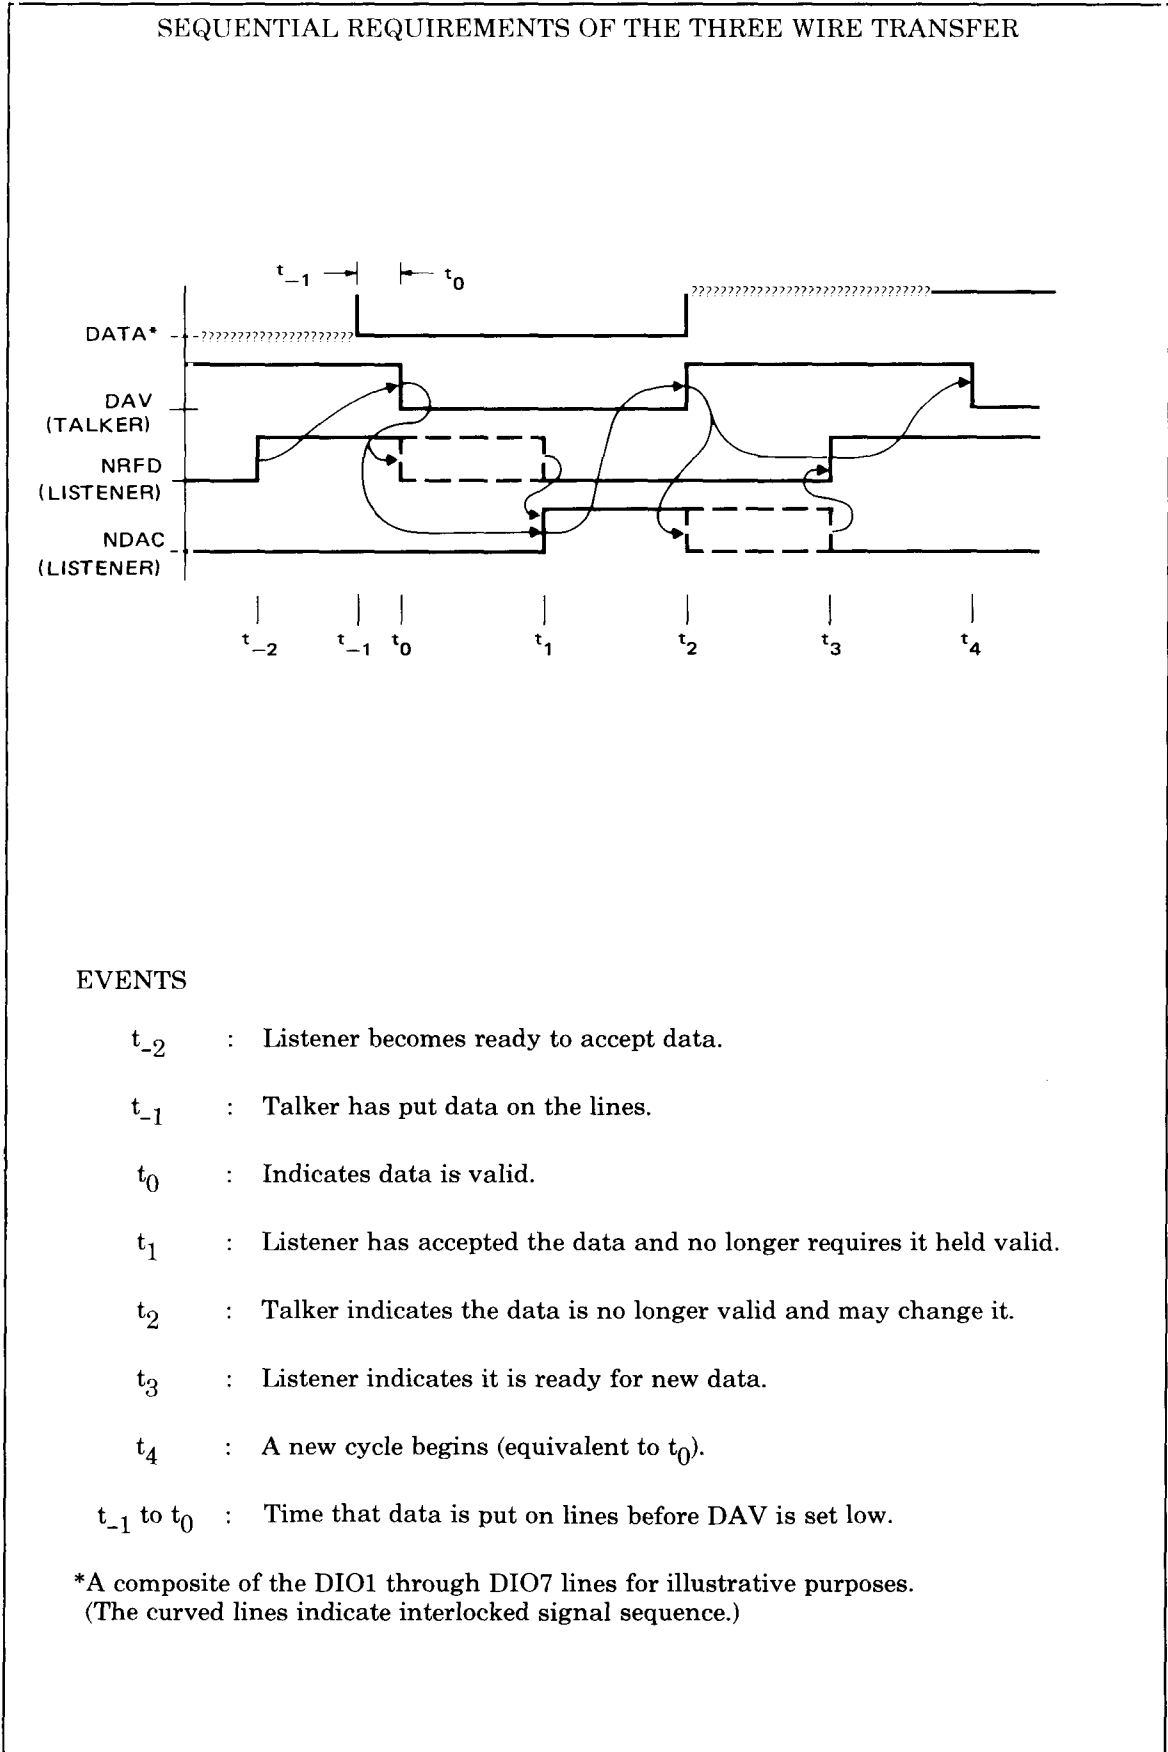 SEQUENTIAL REQUIREMENTS OF THE THREE WIRE TRANSFER
t–1 t0
????????????????????????????????
DATA* ?????????????????????
DAV
(TALKER)
NRFD
(LISTENER)
NDAC
(LISTENER)
t–2 t–1 t0 t1 t2 t3 t4
EVENTS
t-2 : Listener becomes ready to accept data.
t-1 : Talker has put data on the lines.
t0 : Indicates data is valid.
t1 : Listener has accepted the data and no longer requires it held valid.
t2 : Talker indicates the data is no longer valid and may change it.
t3 : Listener indicates it is ready for new data.
t4 : A new cycle begins (equivalent to t0).
t-1 to t0 : Time that data is put on lines before DAV is set low.
*A composite of the DIO1 through DIO7 lines for illustrative purposes.
(The curved lines indicate interlocked signal sequence.)